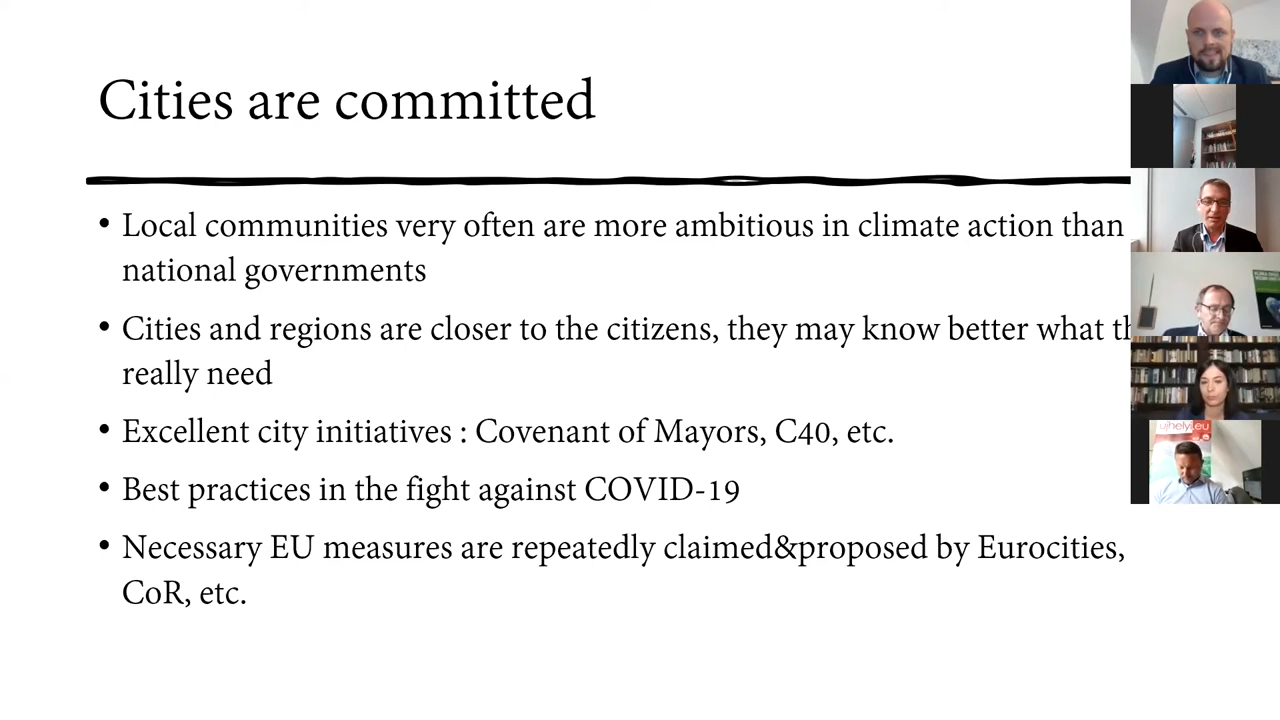 Cities are committed
• Local communities very often are more ambitious in climate action than
national governments
• Cities and regions are closer to the citizens, they may know better what th
really need
• Excellent city initiatives : Covenant of Mayors, C40, etc.
• Best practices in the fight against COVID-19
• Necessary EU measures are repeatedly claimed&proposed by Eurocities,
CoR, etc.
ujhelyi.eu